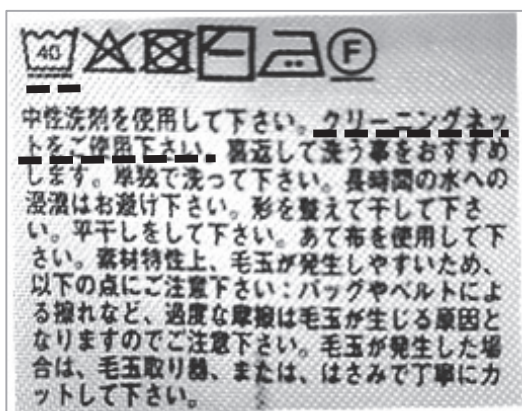 40
F
中性洗剤を使用して下さい。クリーニングネッ
トをご使用下さい。裏返して洗う事をおすすめ
します。単独で洗って下さい。長時間の水への
浸漬はお避け下さい。形を整えて干して下さ
い。平干しをして下さい。あて布を使用して下
さい。素材特性上、毛玉が発生しやすいため、
以下の点にご注意下さい：バッグやベルトによ
る擦れなど、過度な摩擦は毛玉が生じる原因と
なりますのでご注意下さい。毛玉が発生した場
合は、毛玉取り器、または、はさみで丁寧にカ
ットして下さい。